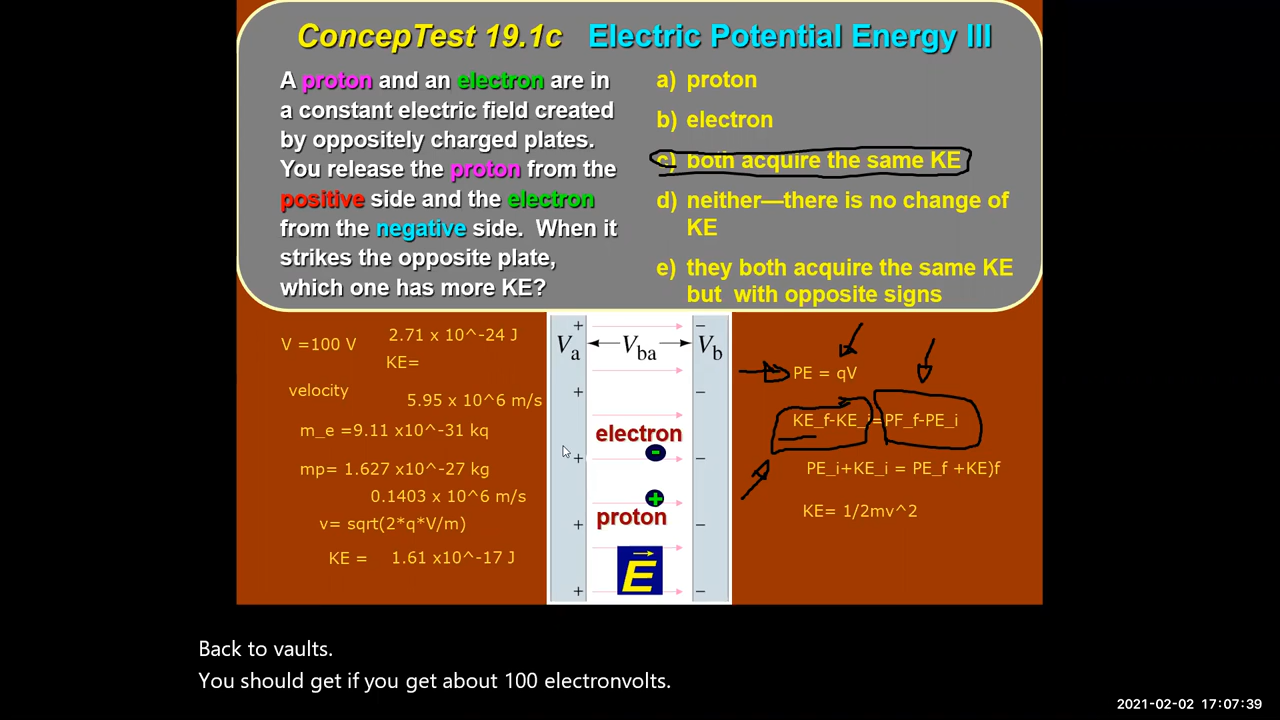 ConcepTest 19.1c Electric Potential Energy III
A proton and an electron are in
a constant electric field created
by oppositely charged plates.
You release the proton from the
positive side and the electron
from the negative side. When it
strikes the opposite plate,
which one has more KE?
a) proton
b) electron
c) both acquire the same KE
d) neither—there is no change of
KE
e) they both acquire the same KE
but with opposite signs
V =100 V
2.71 x 10^-24 J
KE=
velocity
5.95 x 10^6 m/s
m_e =9.11 x10^-31 kq
mp= 1.627 x10^-27 kg
0.1403 x 10^6 m/s
v= sqrt(2*q*V/m)
KE = 1.61 x10^-17 J
+ −
Va Vba Vb
+ −
electron
-
+ −
+
proton
+ −
E
+ −
PE = qV
KE_f-KE_i=PF_f-PE_i
PE_i+KE_i = PE_f +KE)f
KE= 1/2mv^2
Back to vaults.
You should get if you get about 100 electronvolts.
2021-02-02 17:07:39